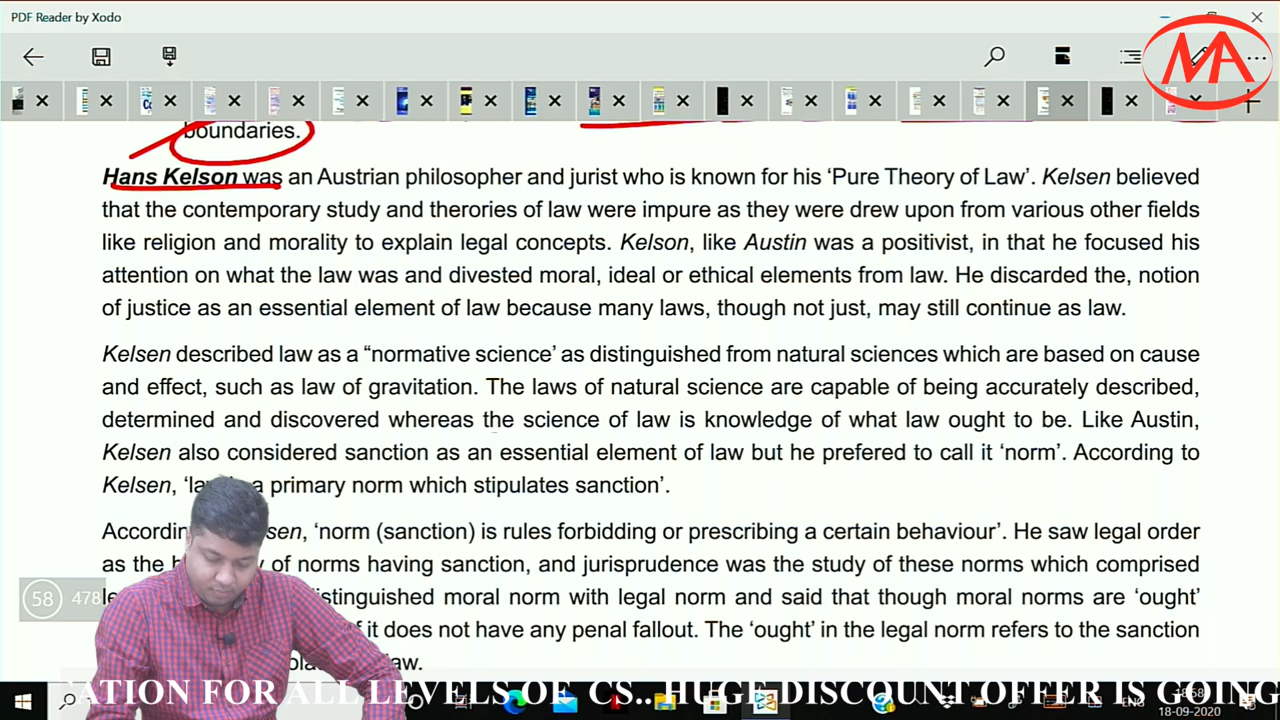 PDF Reader by Xodo
MA
boundaries.
Hans Kelson was an Austrian philosopher and jurist who is known for his ‘Pure Theory of Law’. Kelsen believed
that the contemporary study and therories of law were impure as they were drew upon from various other fields
like religion and morality to explain legal concepts. Kelson, like Austin was a positivist, in that he focused his
attention on what the law was and divested moral, ideal or ethical elements from law. He discarded the, notion
of justice as an essential element of law because many laws, though not just, may still continue as law.
Kelsen described law as a “normative science’ as distinguished from natural sciences which are based on cause
and effect, such as law of gravitation. The laws of natural science are capable of being accurately described,
determined and discovered whereas the science of law is knowledge of what law ought to be. Like Austin,
Kelsen also considered sanction as an essential element of law but he prefered to call it ‘norm’. According to
Kelsen, a primary norm which stipulates sanction’.
‘norm (sanction) is rules forbidding or prescribing a certain behaviour’. He saw legal order
as the of norms having sanction, and jurisprudence was the study of these norms which comprised
distinguished moral norm with legal norm and said that though moral norms are ‘ought’
it does not have any penal fallout. The ‘ought’ in the legal norm refers to the sanction
law.
58 478
ATION FOR ALL LEVELS OF CS.. HUGE DISCOUNT OFFER IS GOING
ENG
18-09-2020